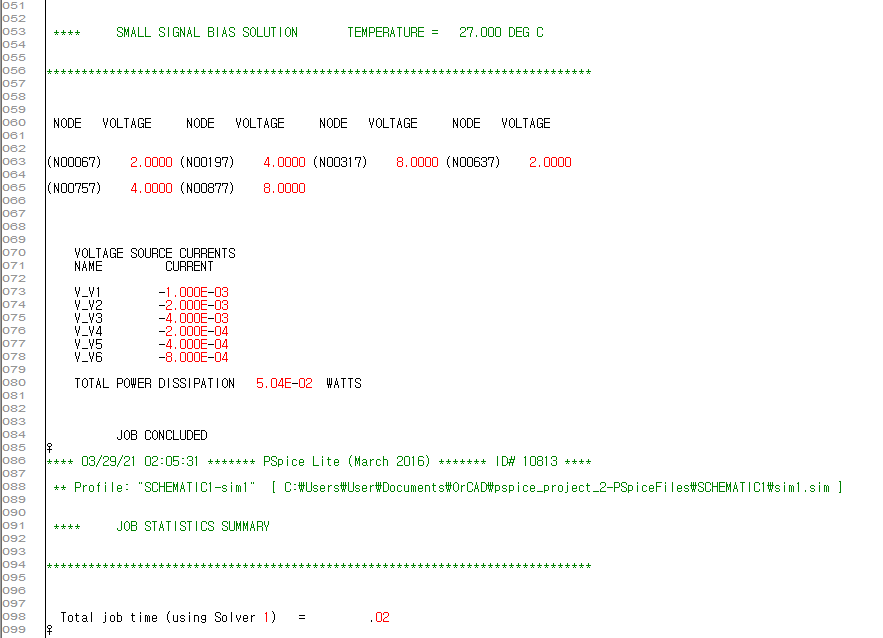 051
052
053 **** SMALL SIGNAL BIAS SOLUTION TEMPERATURE = 27.000 DEG C
054
055
056 ******************************************************************************
057
058
059
060 NODE VOLTAGE NODE VOLTAGE NODE VOLTAGE NODE VOLTAGE
061
062
063 (N00067) 2.0000 (N00197) 4.0000 (N00317) 8.0000 (N00637) 2.0000
064
065 (N00757) 4.0000 (N00877) 8.0000
066
067
068
069
070 VOLTAGE SOURCE CURRENTS
071 NAME CURRENT
072
073 V_V1 -1.000E-03
074 V_V2 -2.000E-03
075 V_V3 -4.000E-03
076 V_V4 -2.000E-04
077 V_V5 -4.000E-04
078 V_V6 -8.000E-04
079
080 TOTAL POWER DISSIPATION 5.04E-02 WATTS
081
082
083
084 JOB CONCLUDED
085 ♀
086 **** 03/29/21 02:05:31 ******* PSpice Lite (March 2016) ******* ID# 10813 ****
087
088 ** Profile: "SCHEMATIC1-sim1" [ C:₩Users₩User₩Documents₩OrCAD₩pspice_project_2-PSpiceFiles₩SCHEMATIC1₩sim1.sim ]
089
090
091 **** JOB STATISTICS SUMMARY
092
093
094 ******************************************************************************
095
096
097
098 Total job time (using Solver 1) = .02
099 ♀